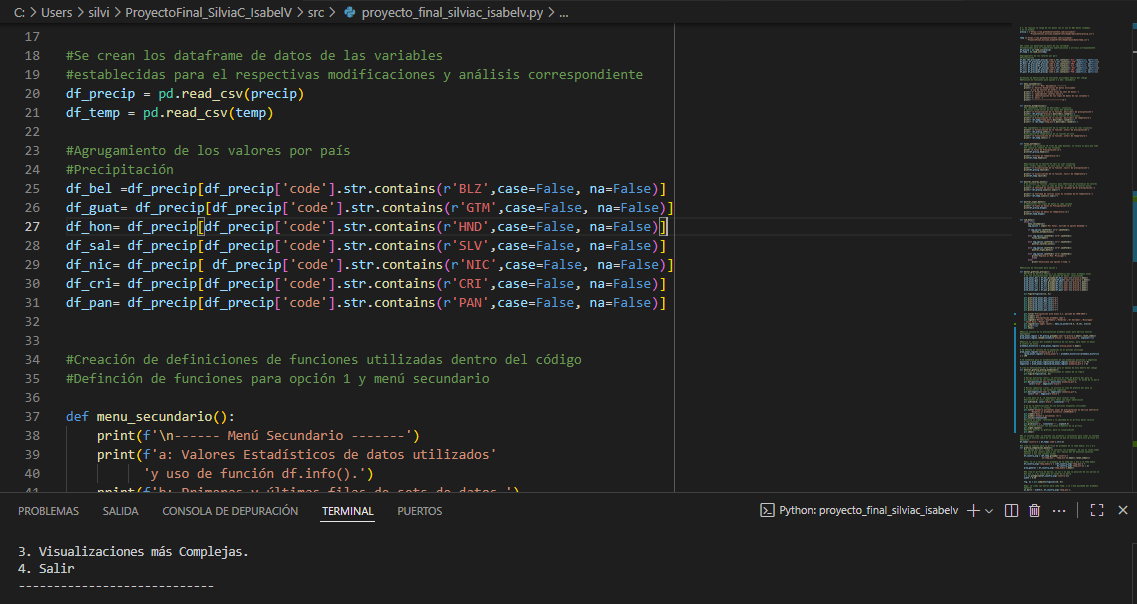 C: > Users > silvi > ProyectoFinal_SilviaC_IsabelV > src > proyecto_final_silviac_isabelv.py > ...
17
18 #Se crean los dataframe de datos de las variables
19 #establecidas para el respectivas modificaciones y análisis correspondiente
20 df_precip = pd.read_csv(precip)
21 df_temp = pd.read_csv(temp)
22
23 #Agrugamiento de los valores por país
24 #Precipitación
25 df_bel =df_precip[df_precip['code'].str.contains(r'BLZ',case=False, na=False)]
26 df_guat= df_precip[df_precip['code'].str.contains(r'GTM',case=False, na=False)]
27 df_hon= df_precip[df_precip['code'].str.contains(r'HND',case=False, na=False)]
28 df_sal= df_precip[df_precip['code'].str.contains(r'SLV',case=False, na=False)]
29 df_nic= df_precip[ df_precip['code'].str.contains(r'NIC',case=False, na=False)]
30 df_cri= df_precip[df_precip['code'].str.contains(r'CRI',case=False, na=False)]
31 df_pan= df_precip[df_precip['code'].str.contains(r'PAN',case=False, na=False)]
32
33
34 #Creación de definiciones de funciones utilizadas dentro del código
35 #Definción de funciones para opción 1 y menú secundario
36
37 def menu_secundario():
38 print(f'\n------ Menú Secundario -------')
39 print(f'a: Valores Estadísticos de datos utilizados'
40 'y uso de función df.info().')
41 print(f'b: Primeras y últimas filas de sets de datos.')
PROBLEMAS SALIDA CONSOLA DE DEPURACIÓN TERMINAL PUERTOS
Python: proyecto_final_silviac_isabelv
3. Visualizaciones más Complejas.
4. Salir
----------------------------